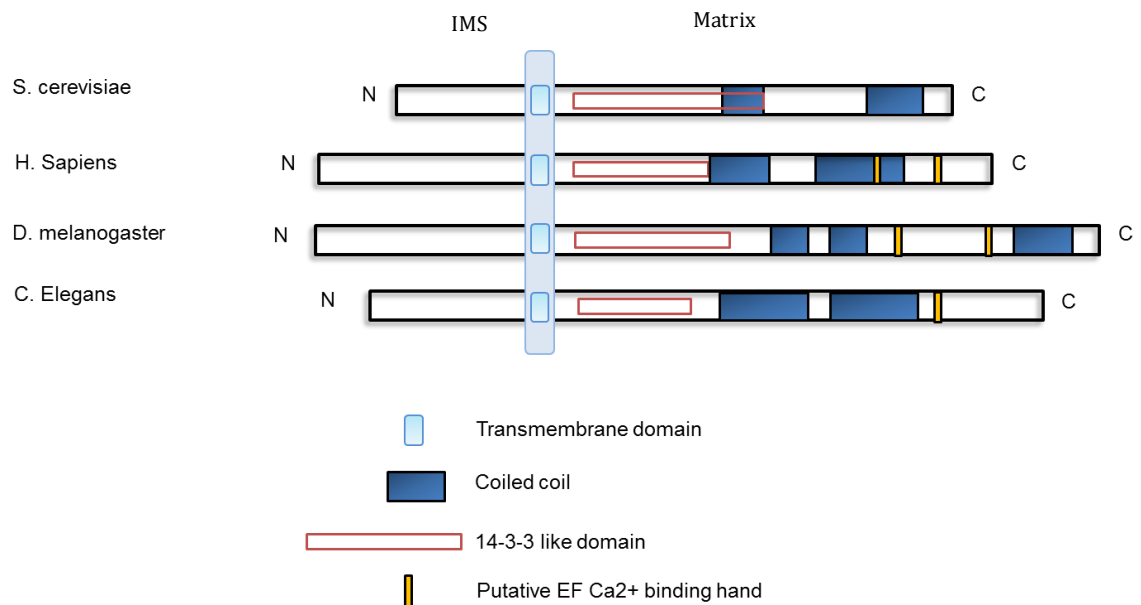 IMS Matrix
S. cerevisiae N C
H. Sapiens N C
D. melanogaster N C
C. Elegans N C
Transmembrane domain
Coiled coil
14-3-3 like domain
Putative EF Ca2+ binding hand